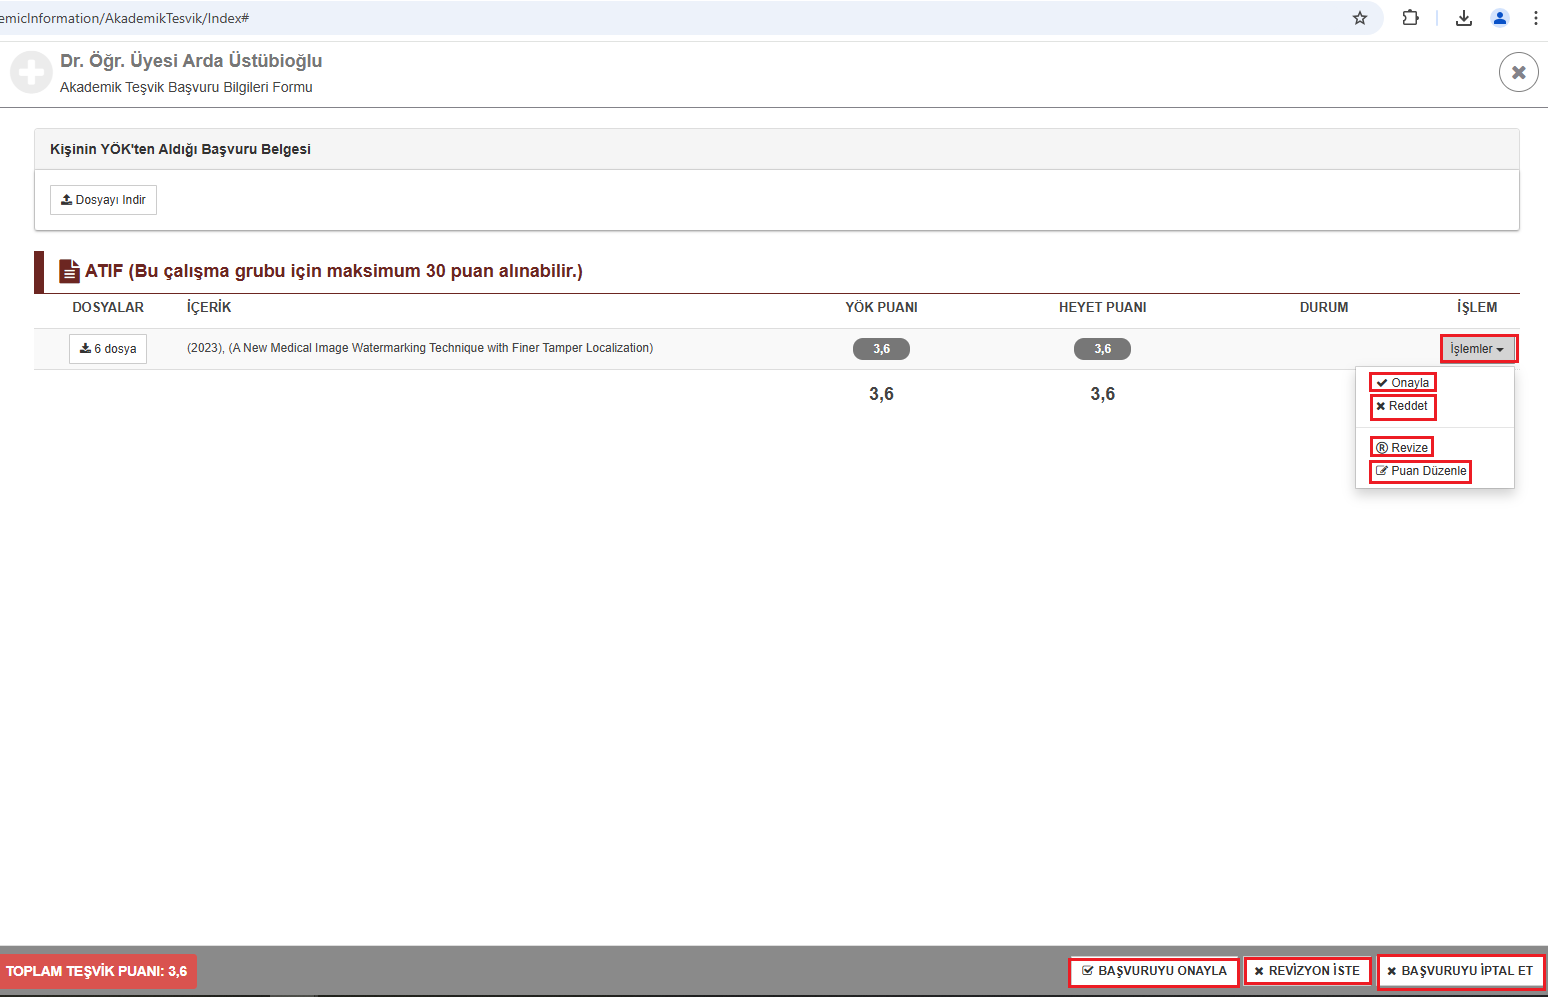 emicInformation/AkademikTesvik/Index#
Dr. Öğr. Üyesi Arda Üstübioğlu
Akademik Teşvik Başvuru Bilgileri Formu
Kişinin YÖK'ten Aldığı Başvuru Belgesi
Dosyayı Indir
ATIF (Bu çalışma grubu için maksimum 30 puan alınabilir.)
DOSYALAR İÇERİK YÖK PUANI HEYET PUANI DURUM İŞLEM
6 dosya (2023), (A New Medical Image Watermarking Technique with Finer Tamper Localization) 3,6 3,6 İşlemler
Onayla
3,6 3,6
Reddet
Revize
Puan Düzenle
TOPLAM TEŞVİK PUANI: 3,6 BAŞVURUYU ONAYLA REVİZYON İSTE BAŞVURUYU İPTAL ET